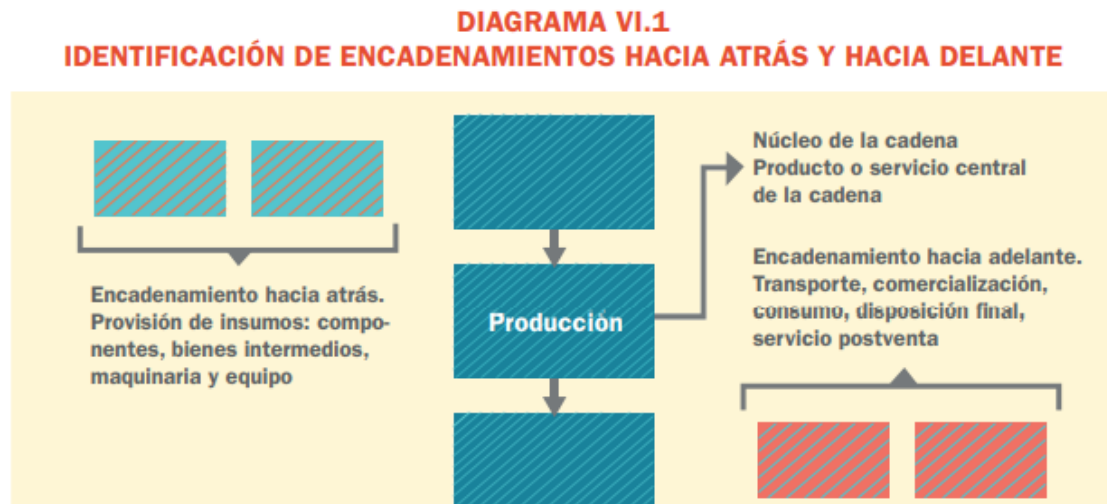 DIAGRAMA VI.1
IDENTIFICACIÓN DE ENCADENAMIENTOS HACIA ATRÁS Y HACIA DELANTE
Encadenamiento hacia atrás.
Provisión de insumos: compo-
nentes, bienes intermedios,
maquinaria y equipo
Producción
Núcleo de la cadena
Producto o servicio central
de la cadena
Encadenamiento hacia adelante.
Transporte, comercialización,
consumo, disposición final,
servicio postventa